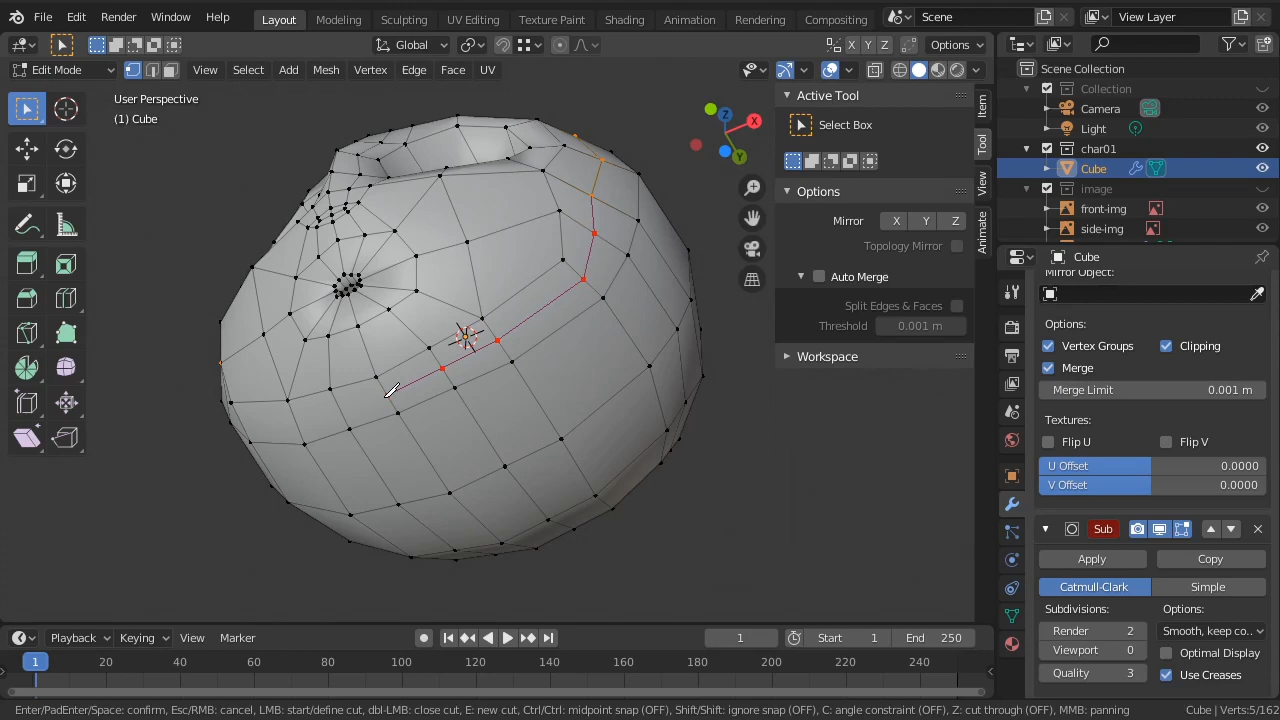 File Edit Render Window Help Layout Modeling Sculpting UV Editing Texture Paint Shading Animation Rendering Compositing Scene View Layer
Global X Y Z Options
Edit Mode View Select Add Mesh Vertex Edge Face UV
User Perspective
(1) Cube
X
Y
Z
Active Tool
Select Box
Options
Mirror X Y Z
Topology Mirror
Auto Merge
Split Edges & Faces
Threshold 0.001 m
Workspace
Item
Tool
View
Animate
Scene Collection
Collection
Camera
Light
char01
Cube
image
front-img
side-img
Cube
Mirror Object:
Options:
Vertex Groups Clipping
Merge
Merge Limit 0.001 m
Textures:
Flip U Flip V
U Offset 0.0000
V Offset 0.0000
Sub
Apply Copy
Catmull-Clark Simple
Subdivisions: Options:
Render 2 Smooth, keep co..
Viewport 0 Optimal Display
Quality 3 Use Creases
Playback Keying View Marker 1 Start 1 End 250
1 20 40 60 80 100 120 140 160 180 200 220 240
Enter/PadEnter/Space: confirm, Esc/RMB: cancel, LMB: start/define cut, dbl-LMB: close cut, E: new cut, Ctrl/Ctrl: midpoint snap (OFF), Shift/Shift: ignore snap (OFF), C: angle constraint (OFF), Z: cut through (OFF), MMB: panning Cube | Verts:5/162